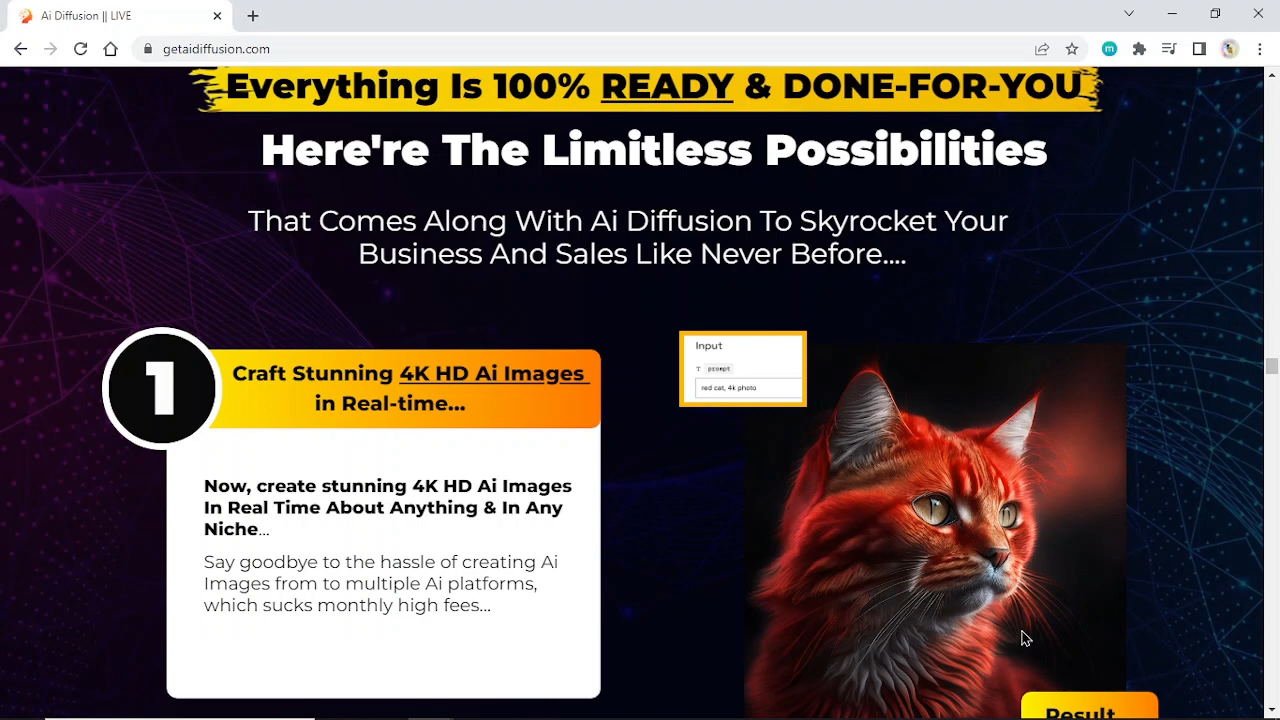 Ai Diffusion || LIVE
getaidiffusion.com
Everything Is 100% READY & DONE-FOR-YOU
Here're The Limitless Possibilities
That Comes Along With Ai Diffusion To Skyrocket Your
Business And Sales Like Never Before....
1
Craft Stunning 4K HD Ai Images
in Real-time...
Now, create stunning 4K HD Ai Images
In Real Time About Anything & In Any
Niche...
Say goodbye to the hassle of creating Ai
Images from to multiple Ai platforms,
which sucks monthly high fees...
Input
T prompt
red cat, 4k photo
Result